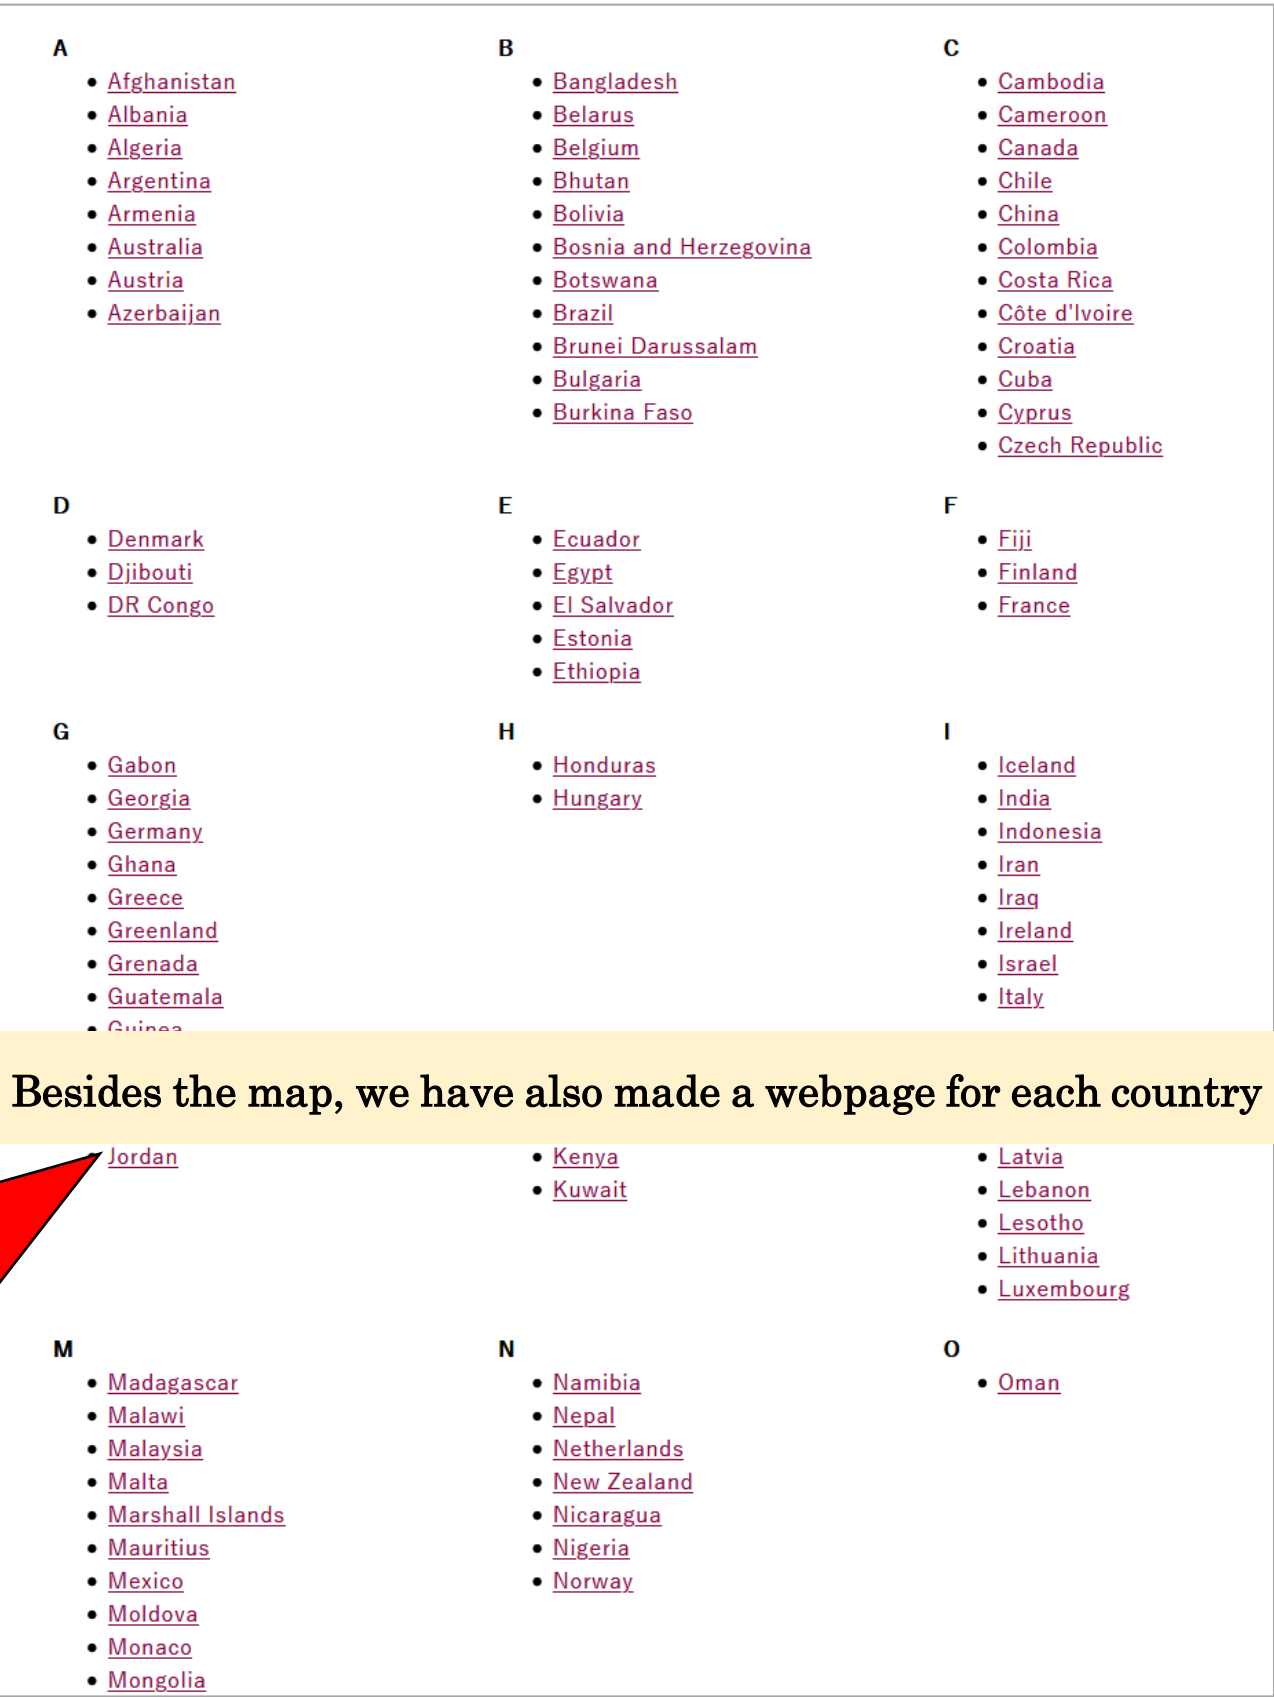 A
• Afghanistan
• Albania
• Algeria
• Argentina
• Armenia
• Australia
• Austria
• Azerbaijan
B
• Bangladesh
• Belarus
• Belgium
• Bhutan
• Bolivia
• Bosnia and Herzegovina
• Botswana
• Brazil
• Brunei Darussalam
• Bulgaria
• Burkina Faso
C
• Cambodia
• Cameroon
• Canada
• Chile
• China
• Colombia
• Costa Rica
• Côte d'Ivoire
• Croatia
• Cuba
• Cyprus
• Czech Republic
D
• Denmark
• Djibouti
• DR Congo
E
• Ecuador
• Egypt
• El Salvador
• Estonia
• Ethiopia
F
• Fiji
• Finland
• France
G
• Gabon
• Georgia
• Germany
• Ghana
• Greece
• Greenland
• Grenada
• Guatemala
• Guinea
H
• Honduras
• Hungary
I
• Iceland
• India
• Indonesia
• Iran
• Iraq
• Ireland
• Israel
• Italy
Besides the map, we have also made a webpage for each country
• Jordan
• Kenya
• Kuwait
• Latvia
• Lebanon
• Lesotho
• Lithuania
• Luxembourg
M
• Madagascar
• Malawi
• Malaysia
• Malta
• Marshall Islands
• Mauritius
• Mexico
• Moldova
• Monaco
• Mongolia
N
• Namibia
• Nepal
• Netherlands
• New Zealand
• Nicaragua
• Nigeria
• Norway
O
• Oman